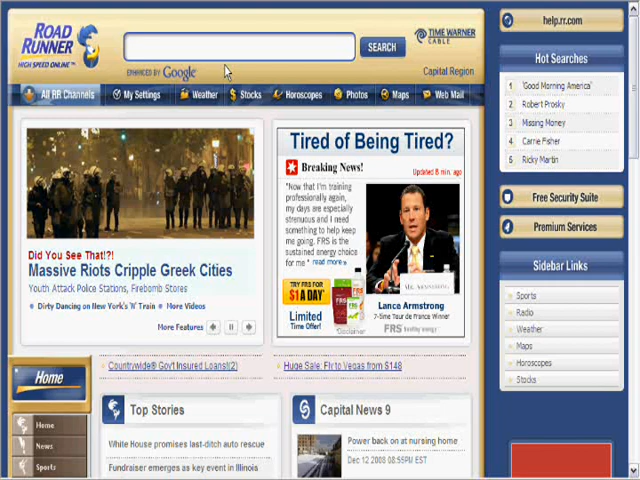 ROAD
RUNNER
HIGH SPEED ONLINE™
SEARCH
TIME WARNER
CABLE
ENHANCED BY Google
Capital Region
help.rr.com
All RR Channels
My Settings
Weather
Stocks
Horoscopes
Photos
Maps
Web Mail
Hot Searches
1 'Good Morning America'
2 Robert Prosky
3 Missing Money
4 Carrie Fisher
5 Ricky Martin
Free Security Suite
Premium Services
Sidebar Links
Sports
Radio
Weather
Maps
Horoscopes
Stocks
Did You See That!?!
Massive Riots Cripple Greek Cities
Youth Attack Police Stations, Firebomb Stores
Dirty Dancing on New York's 'N' Train
More Videos
More Features
Tired of Being Tired?
Breaking News!
Updated 8 min. ago
"Now that I'm training
professionally again,
my days are especially
strenuous and I need
something to help keep
me going. FRS is the
sustained energy choice
for me." read more »
TRY FRS FOR
$1 A DAY*
Limited
Time Offer!
FRS
Disclaimer
Lance Armstrong
7-Time Tour de France Winner
FRS healthy energy
Countrywide® Gov't Insured Loans!(2)
Huge Sale: Fly to Vegas from $148
Home
Home
News
Sports
Top Stories
White House promises last-ditch auto rescue
Fundraiser emerges as key event in Illinois
Capital News 9
Power back on at nursing home
Dec 12 2008 08:55PM EST